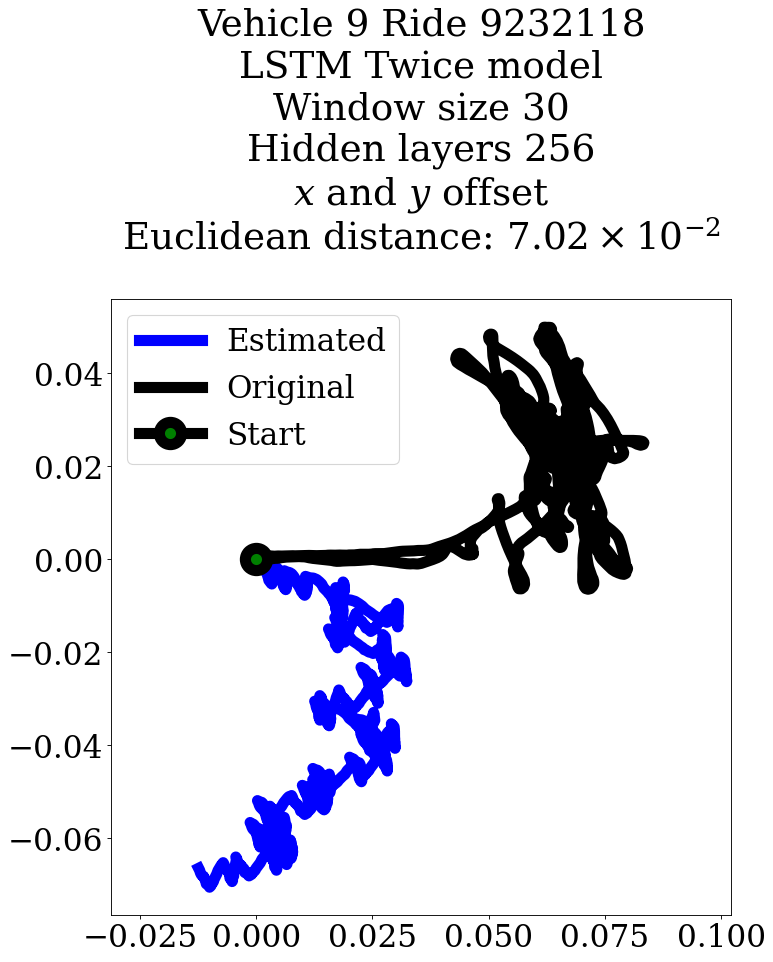 Vehicle 9 Ride 9232118
LSTM Twice model
Window size 30
Hidden layers 256
x and y offset
Euclidean distance: 7.02 × 10⁻²
Estimated
Original
Start
0.04
0.02
0.00
−0.02
−0.04
−0.06
−0.025 0.000 0.025 0.050 0.075 0.100